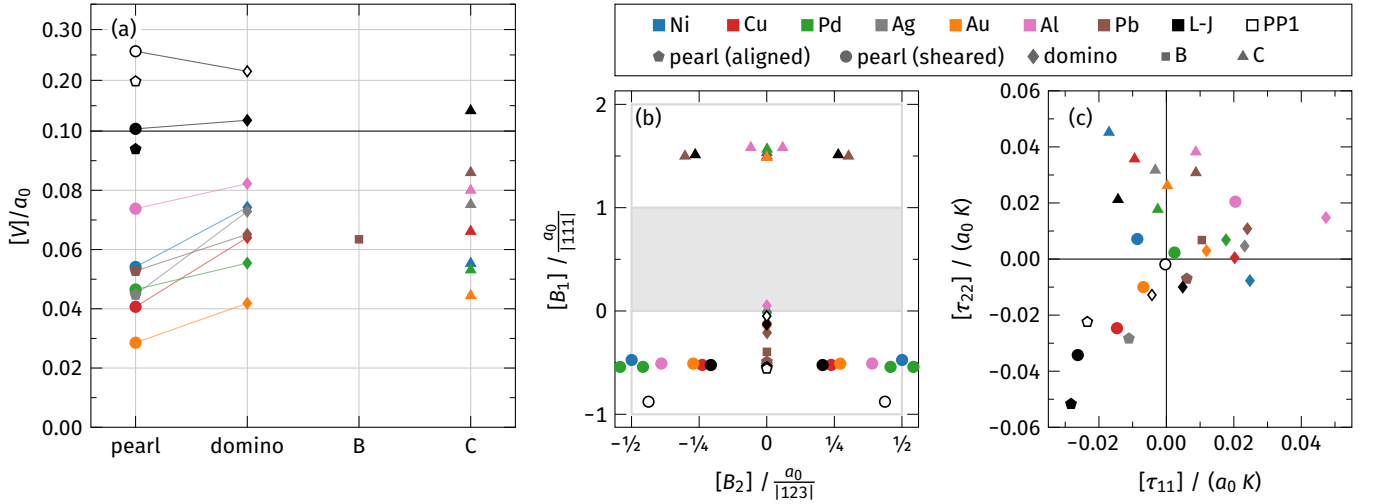 (a)
[V]/a₀
0.30
0.20
0.10
0.08
0.06
0.04
0.02
0.00
pearl domino B C
Ni Cu Pd Ag Au Al Pb L-J PP1
pearl (aligned) pearl (sheared) domino B C
(b)
[B₁] / a₀/|111|
2
1
0
−1
−½ −¼ 0 ¼ ½
[B₂] / a₀/|123|
(c)
[τ₂₂] / (a₀ K)
0.06
0.04
0.02
0.00
−0.02
−0.04
−0.06
−0.02 0.00 0.02 0.04
[τ₁₁] / (a₀ K)